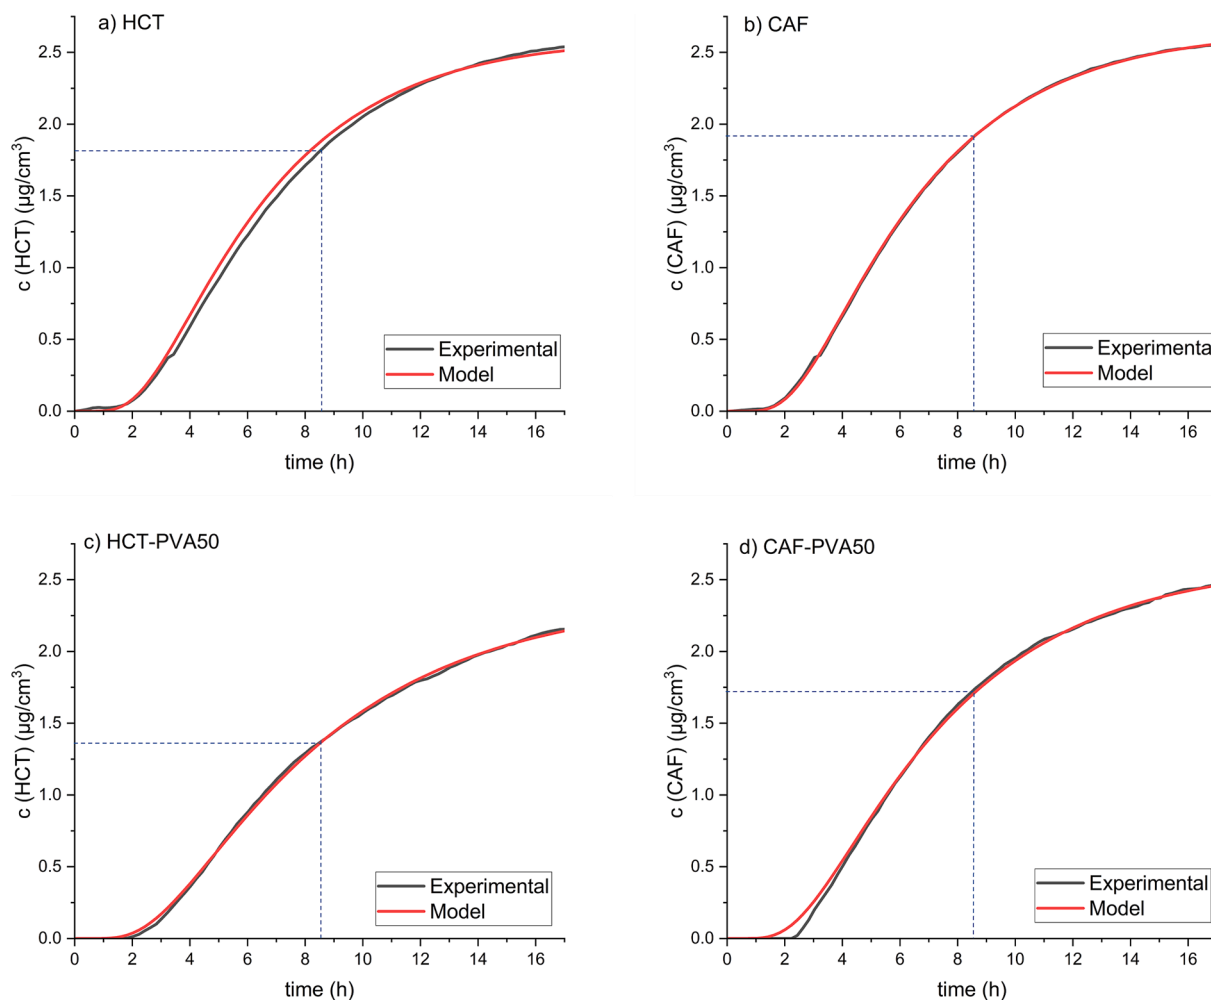 a) HCT
2.5
2.0
1.5
1.0
0.5
0.0
c (HCT) (μg/cm³)
Experimental
Model
0 2 4 6 8 10 12 14 16
time (h)
b) CAF
2.5
2.0
1.5
1.0
0.5
0.0
c (CAF) (μg/cm³)
Experimenta
Model
0 2 4 6 8 10 12 14 16
time (h)
c) HCT-PVA50
2.5
2.0
1.5
1.0
0.5
0.0
c (HCT) (μg/cm³)
Experimental
Model
0 2 4 6 8 10 12 14 16
time (h)
d) CAF-PVA50
2.5
2.0
1.5
1.0
0.5
0.0
c (CAF) (μg/cm³)
Experimental
Model
0 2 4 6 8 10 12 14 16
time (h)